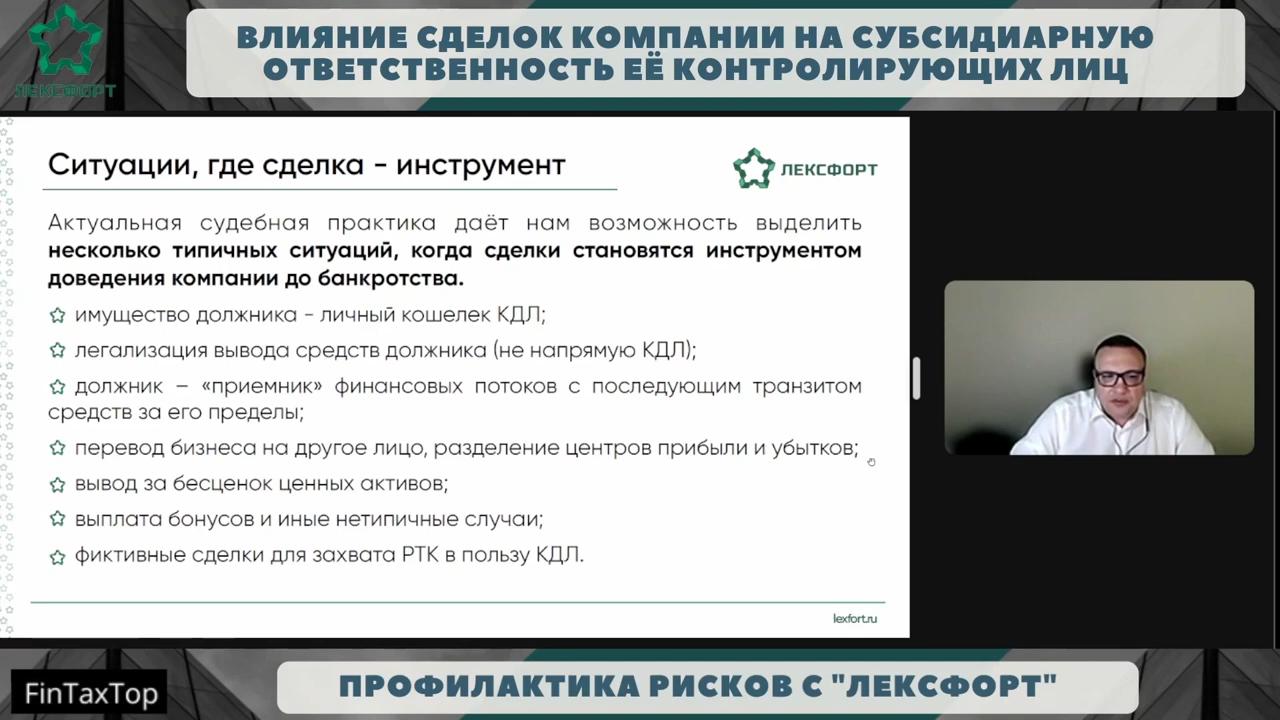 ВЛИЯНИЕ СДЕЛОК КОМПАНИИ НА СУБСИДИАРНУЮ
ОТВЕТСТВЕННОСТЬ ЕЁ КОНТРОЛИРУЮЩИХ ЛИЦ
ЛЕКСФОРТ
Ситуации, где сделка - инструмент
ЛЕКСФОРТ
Актуальная судебная практика даёт нам возможность выделить
несколько типичных ситуаций, когда сделки становятся инструментом
доведения компании до банкротства.
имущество должника - личный кошелек КДЛ;
легализация вывода средств должника (не напрямую КДЛ);
должник – «приемник» финансовых потоков с последующим транзитом
средств за его пределы;
перевод бизнеса на другое лицо, разделение центров прибыли и убытков;
вывод за бесценок ценных активов;
выплата бонусов и иные нетипичные случаи;
фиктивные сделки для захвата РТК в пользу КДЛ.
lexfort.ru
FinTaxTop
ПРОФИЛАКТИКА РИСКОВ С "ЛЕКСФОРТ"